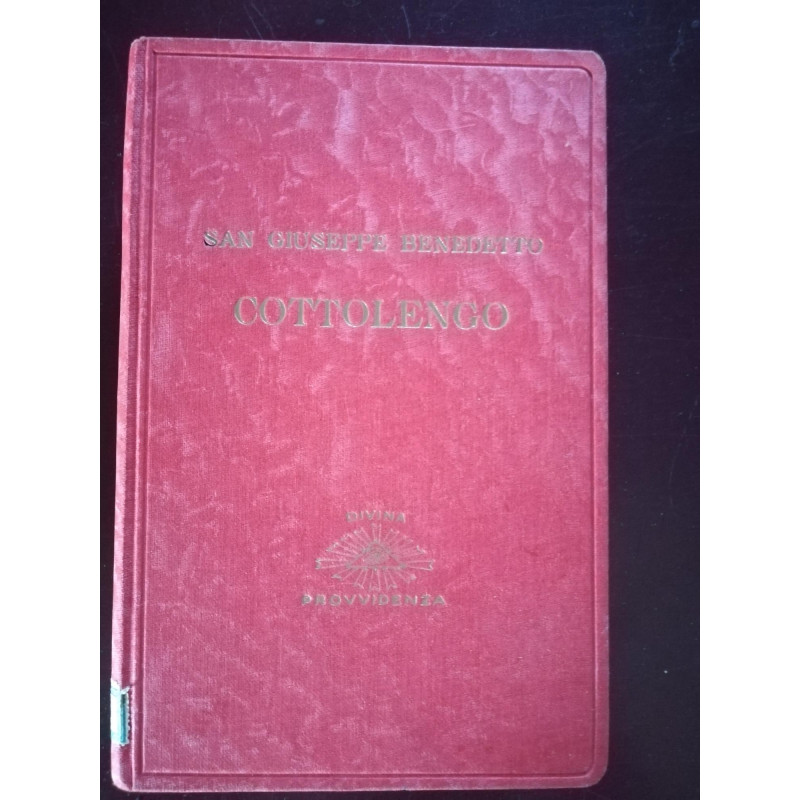 SAN GIUSEPPE BENEDETTO
COTTOLENGO
DIVINA
PROVVIDENZA